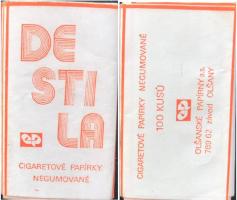 DE
STI
LA
CIGARETOVÉ PAPÍRKY
NEGUMOVANÉ
CIGARETOVÉ PAPÍRKY NEGUMOVANÉ
100 KUSŮ
OLŠANSKÉ PAPÍRNY a.s.
789 62 závod OLŠANY